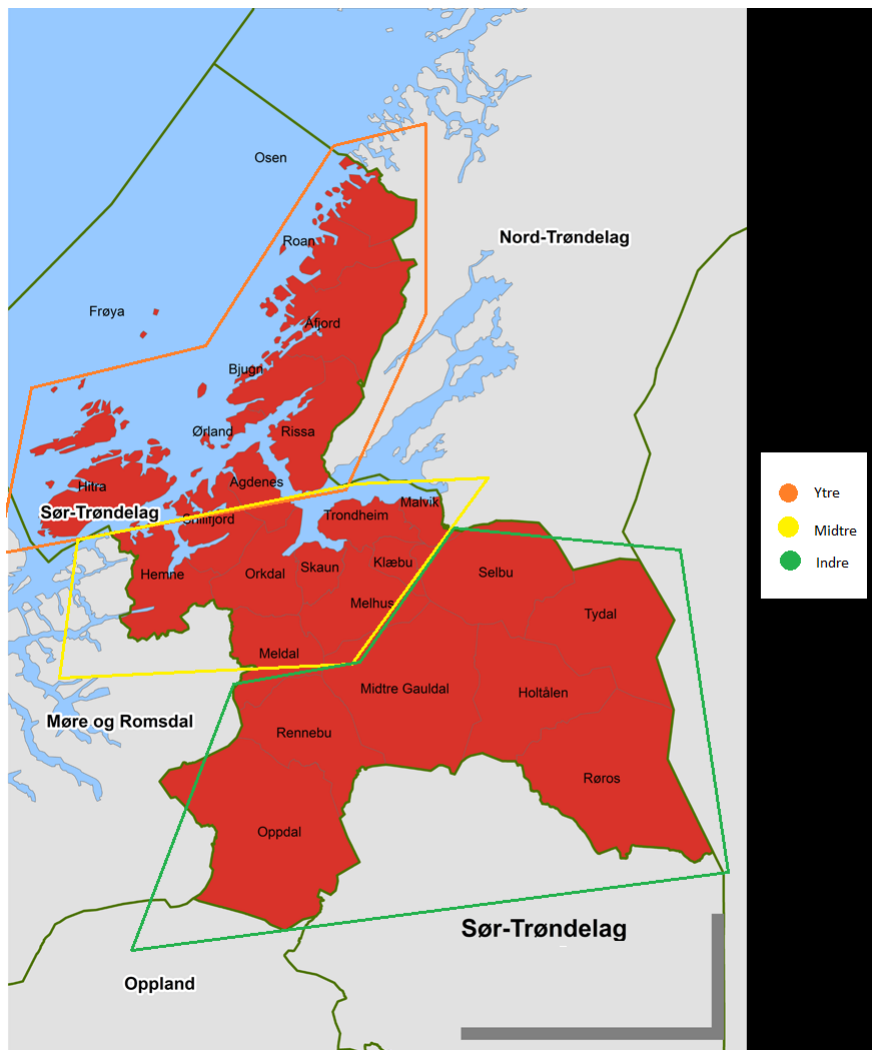 Osen
Nord-Trøndelag
Roan
Frøya
Åfjord
Bjugn
Ørland
Rissa
Agdenes
Hitra
Ytre
Malvik
Sør-Trøndelag
Snillfjord
Trondheim
Midtre
Klæbu
Indre
Skaun
Selbu
Hemne
Orkdal
Melhus
Tydal
Meldal
Midtre Gauldal
Holtålen
Møre og Romsdal
Rennebu
Røros
Oppdal
Sør-Trøndelag
Oppland